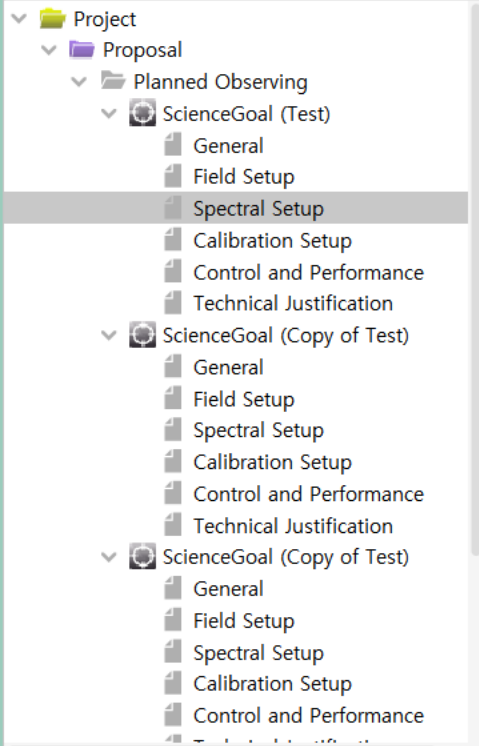 Project
Proposal
Planned Observing
ScienceGoal (Test)
General
Field Setup
Spectral Setup
Calibration Setup
Control and Performance
Technical Justification
ScienceGoal (Copy of Test)
General
Field Setup
Spectral Setup
Calibration Setup
Control and Performance
Technical Justification
ScienceGoal (Copy of Test)
General
Field Setup
Spectral Setup
Calibration Setup
Control and Performance